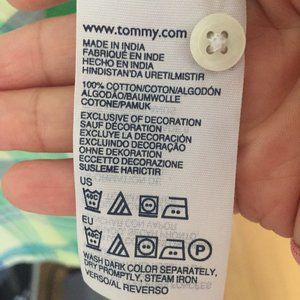 www.tommy.com
MADE IN INDIA
FABRIQUÉ EN INDE
HECHO EN INDIA
HINDISTAN'DA URETILMISTIR
100% COTTON/COTON/ALGODÓN
ALGODÃO/BAUMWOLLE
COTONE/PAMUK
EXCLUSIVE OF DECORATION
SAUF DÉCORATION
EXCLUYE LA DECORACIÓN
EXCLUINDO DECORAÇÃO
OHNE DEKORATION
ECCETTO DECORAZIONE
SUSLEME HARICTIR
US
EU
P
WASH DARK COLOR SEPARATELY,
DRY PROMPTLY, STEAM IRON
VERSO/AL REVERSO